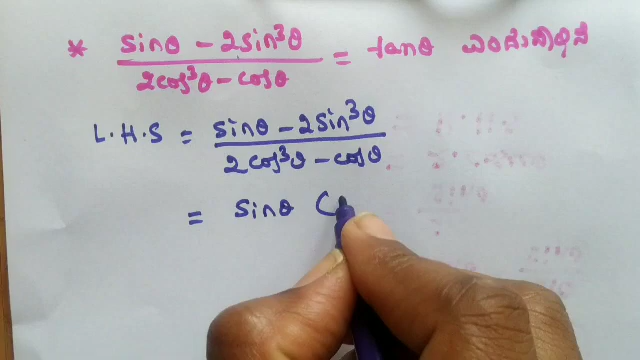 * sinθ - 2sin³θ / 2cos³θ - cosθ = tanθ ಎಂದು ಸಾಧಿಸಿ
L.H.S = sinθ - 2sin³θ / 2cos³θ - cosθ
= sinθ (